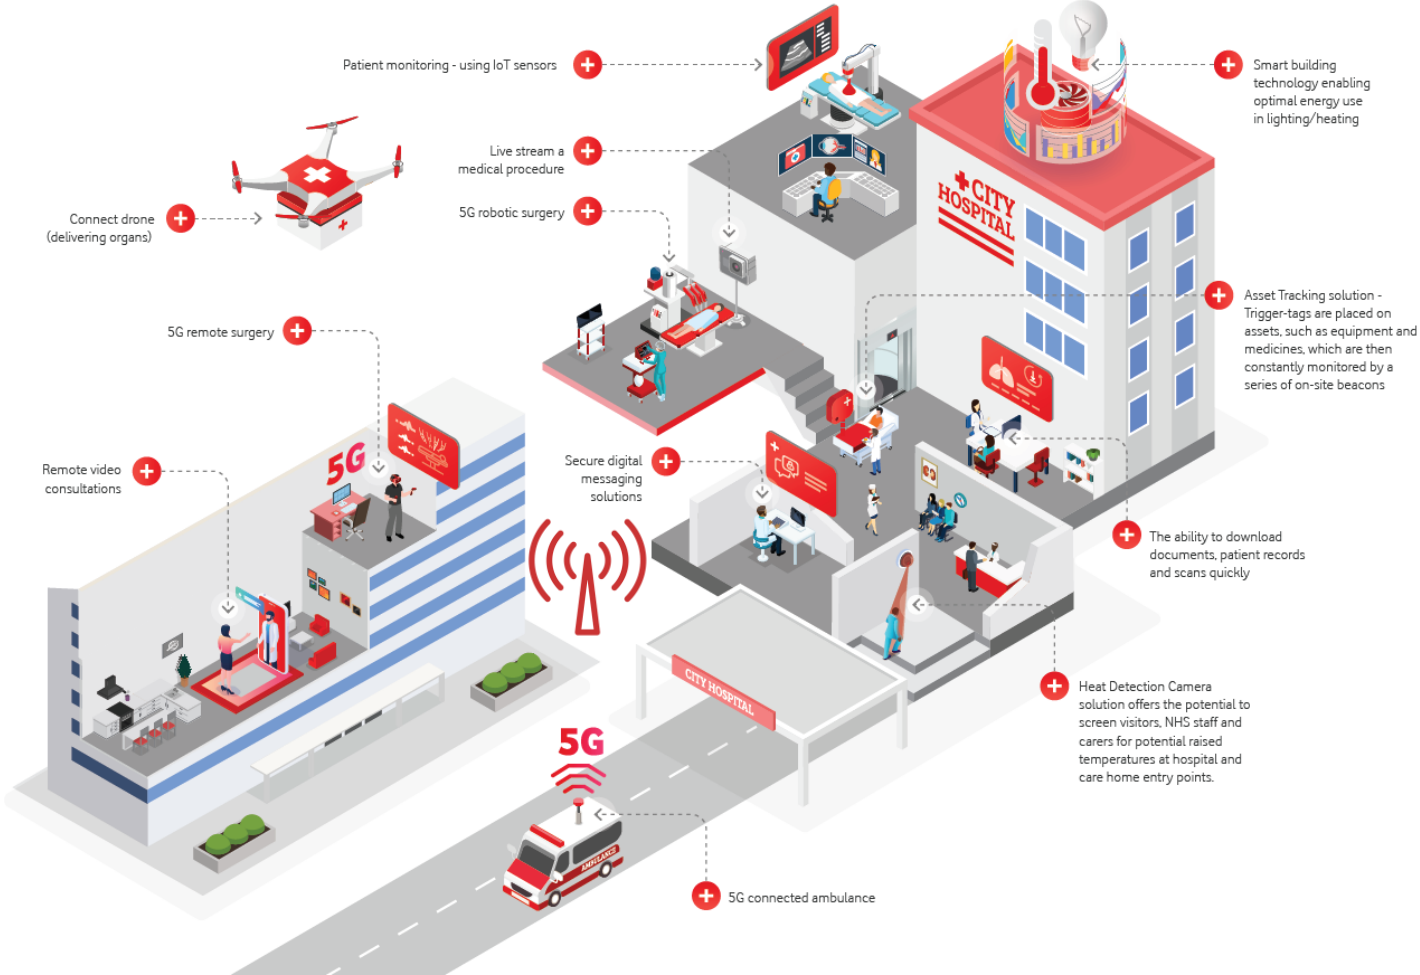 Patient monitoring - using IoT sensors
Smart building
technology enabling
optimal energy use
in lighting/heating
Live stream a
medical procedure
5G robotic surgery
CITY
HOSPITAL
Connect drone
(delivering organs)
Asset Tracking solution -
Trigger-tags are placed on
assets, such as equipment and
medicines, which are then
constantly monitored by a
series of on-site beacons
5G remote surgery
5G
Remote video
consultations
Secure digital
messaging
solutions
The ability to download
documents, patient records
and scans quickly
CITY HOSPITAL
Heat Detection Camera
solution offers the potential to
screen visitors, NHS staff and
carers for potential raised
temperatures at hospital and
care home entry points.
5G
AMBULANCE
5G connected ambulance